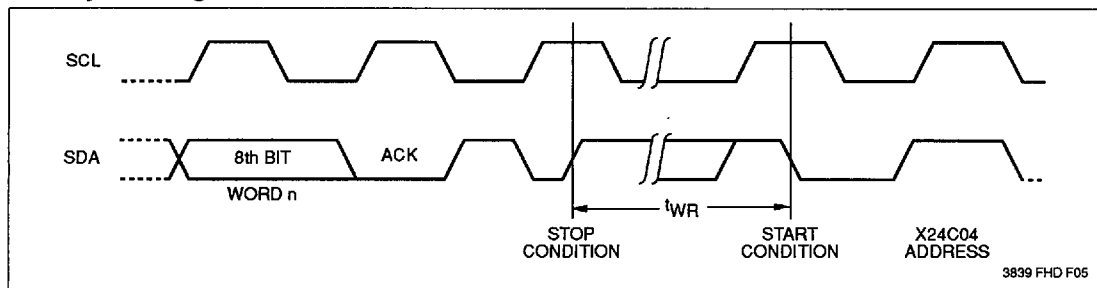 SCL
SDA
8th BIT
ACK
WORD n
tWR
STOP
CONDITION
START
CONDITION
X24C04
ADDRESS
3839 FHD F05